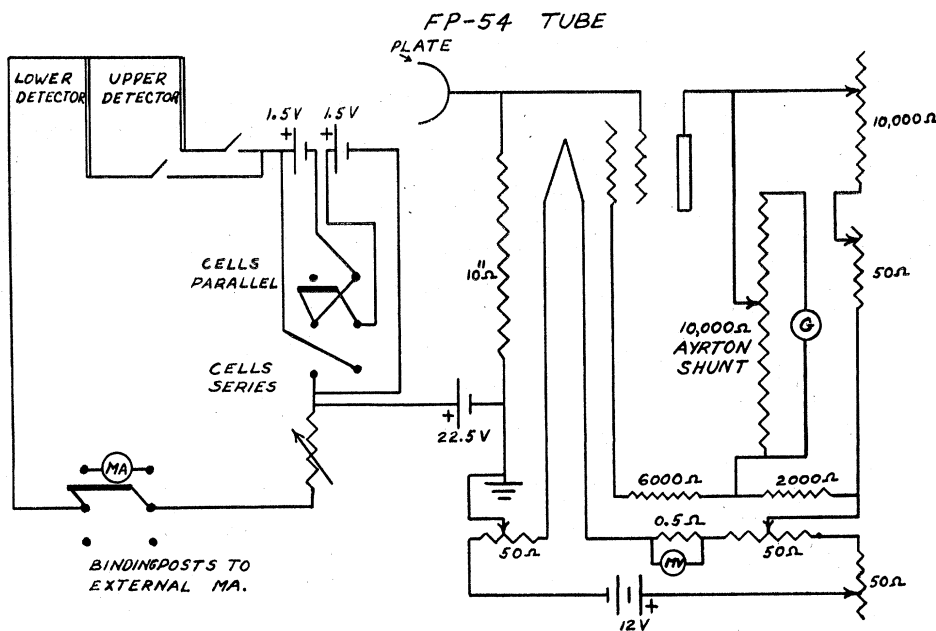 FP-54 TUBE
PLATE
LOWER
DETECTOR
UPPER
DETECTOR
1.5V
1.5V
+
+
10,000Ω
CELLS
PARALLEL
10"Ω
50Ω
10,000Ω
AYRTON
SHUNT
G
CELLS
SERIES
+
22.5V
MA
6000Ω
2000Ω
0.5Ω
50Ω
MV
50Ω
BINDINGPOSTS TO
EXTERNAL MA.
50Ω
+
12V